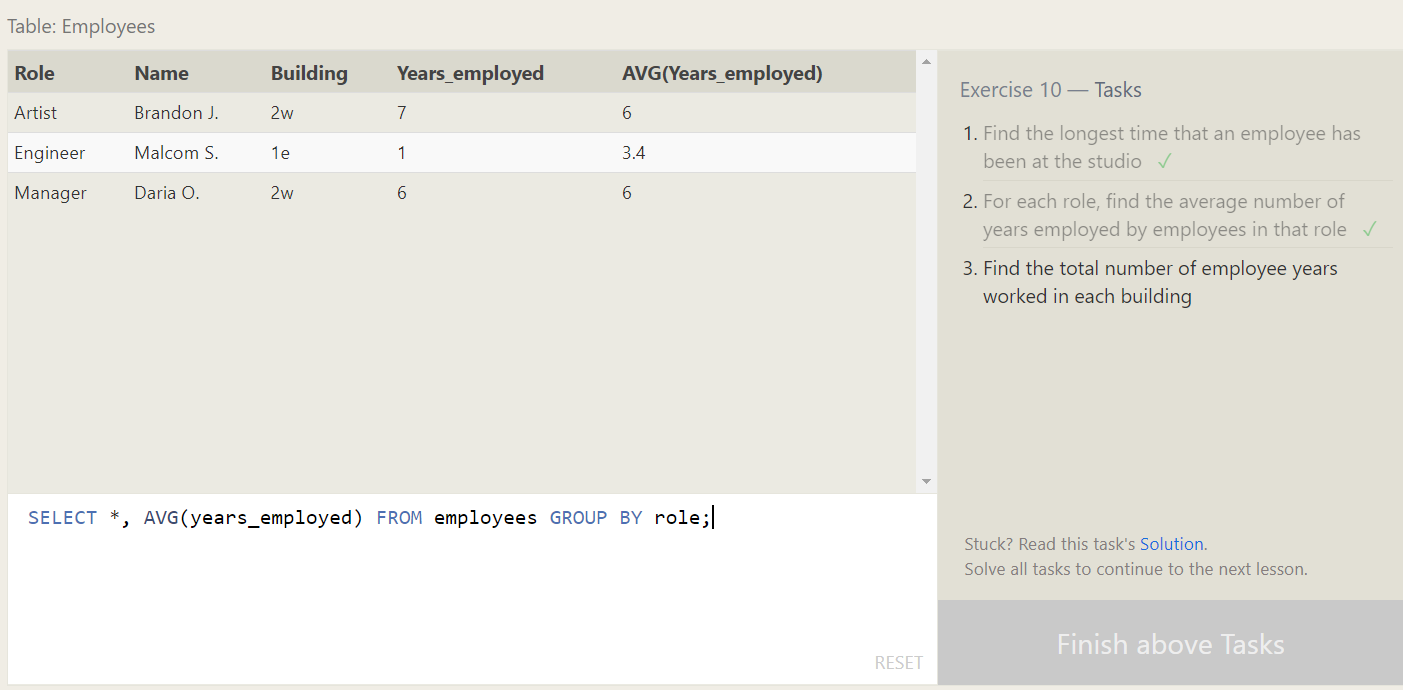 Table: Employees
Role Name Building Years_employed AVG(Years_employed)
Artist Brandon J. 2w 7 6
Engineer Malcom S. 1e 1 3.4
Manager Daria O. 2w 6 6
SELECT *, AVG(years_employed) FROM employees GROUP BY role;
RESET
Exercise 10 — Tasks
1. Find the longest time that an employee has
been at the studio ✓
2. For each role, find the average number of
years employed by employees in that role ✓
3. Find the total number of employee years
worked in each building
Stuck? Read this task's Solution.
Solve all tasks to continue to the next lesson.
Finish above Tasks